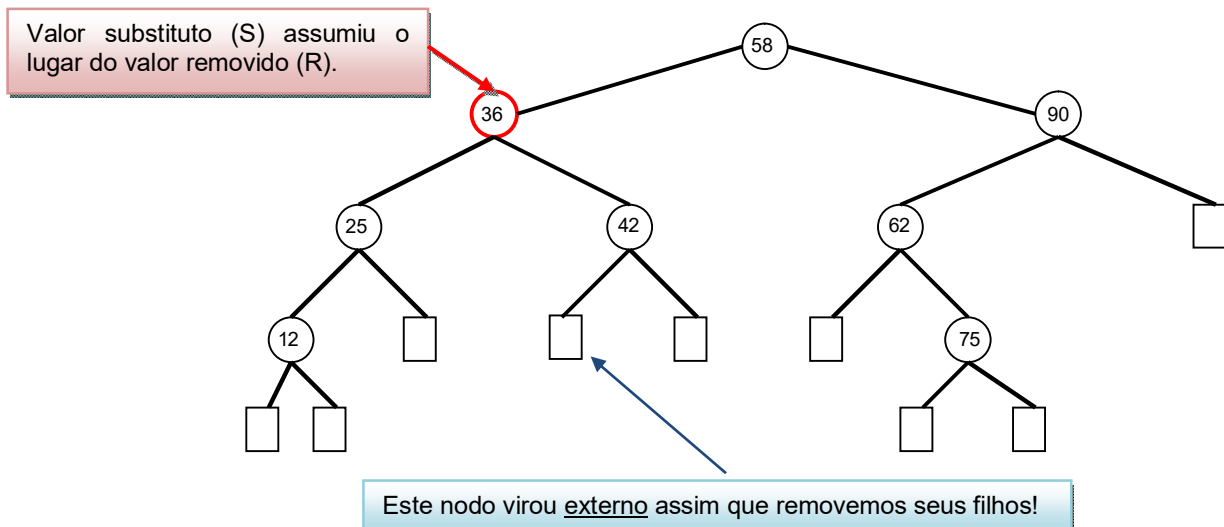 Valor substituto (S) assumiu o
lugar do valor removido (R).
58
36
90
25
42
62
12
75
Este nodo virou externo assim que removemos seus filhos!